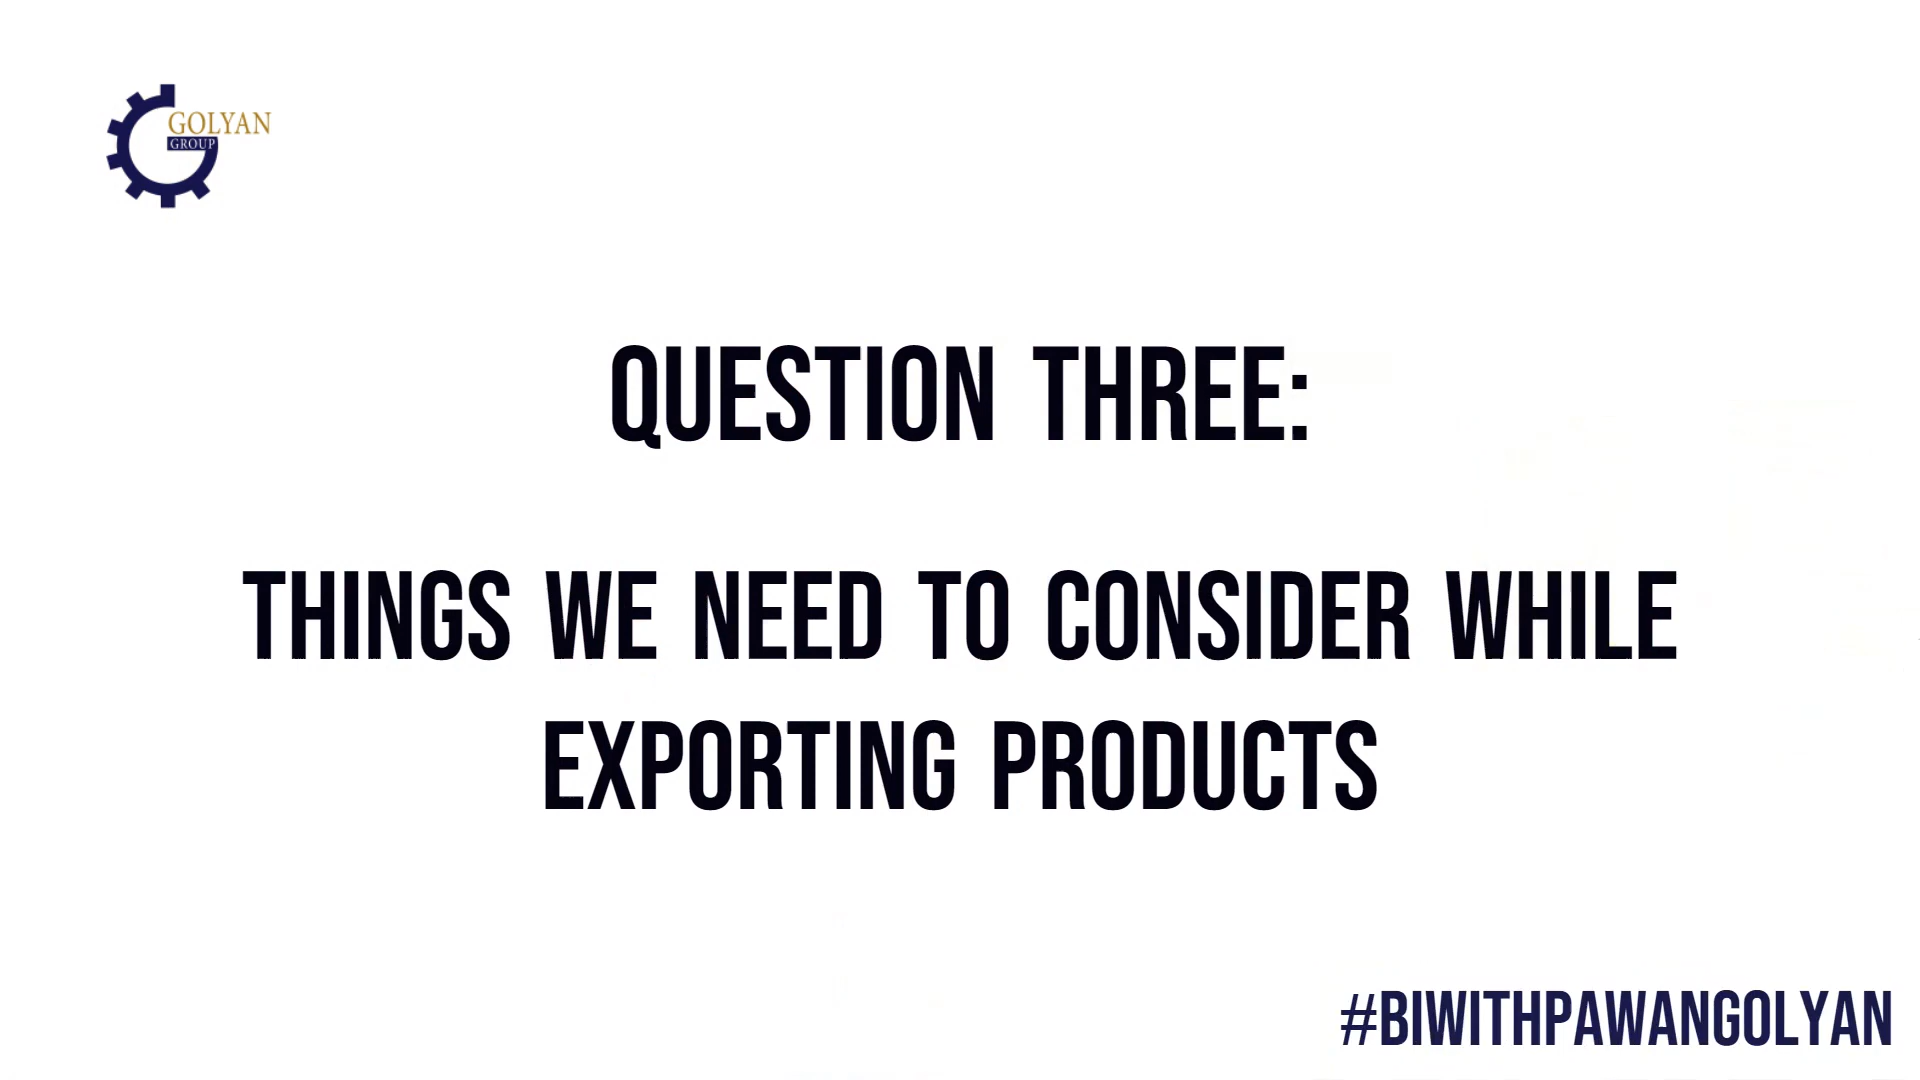 GOLYAN
GROUP
QUESTION THREE:
THINGS WE NEED TO CONSIDER WHILE
EXPORTING PRODUCTS
#BIWITHPAWANGOLYAN